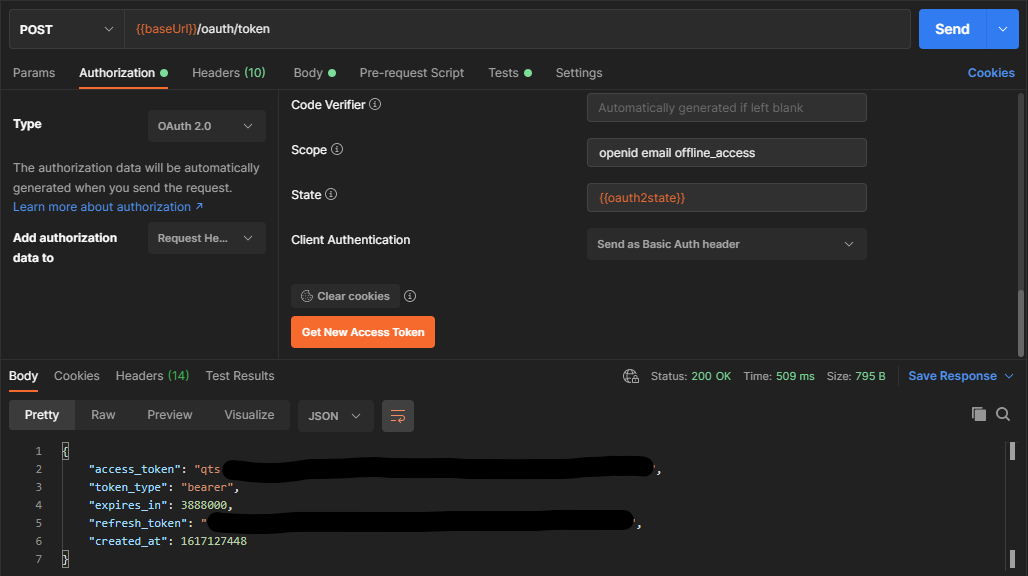 POST
{{baseUrl}}/oauth/token
Send
Params
Authorization
Headers (10)
Body
Pre-request Script
Tests
Settings
Cookies
Type
OAuth 2.0
The authorization data will be automatically
generated when you send the request.
Learn more about authorization ↗
Add authorization
data to
Request He...
Code Verifier
Automatically generated if left blank
Scope
openid email offline_access
State
{{oauth2state}}
Client Authentication
Send as Basic Auth header
Clear cookies
Get New Access Token
Body
Cookies
Headers (14)
Test Results
Status: 200 OK
Time: 509 ms
Size: 795 B
Save Response
Pretty
Raw
Preview
Visualize
JSON
1 {
2 "access_token": "qts ",
3 "token_type": "bearer",
4 "expires_in": 3888000,
5 "refresh_token": " ",
6 "created_at": 1617127448
7 }